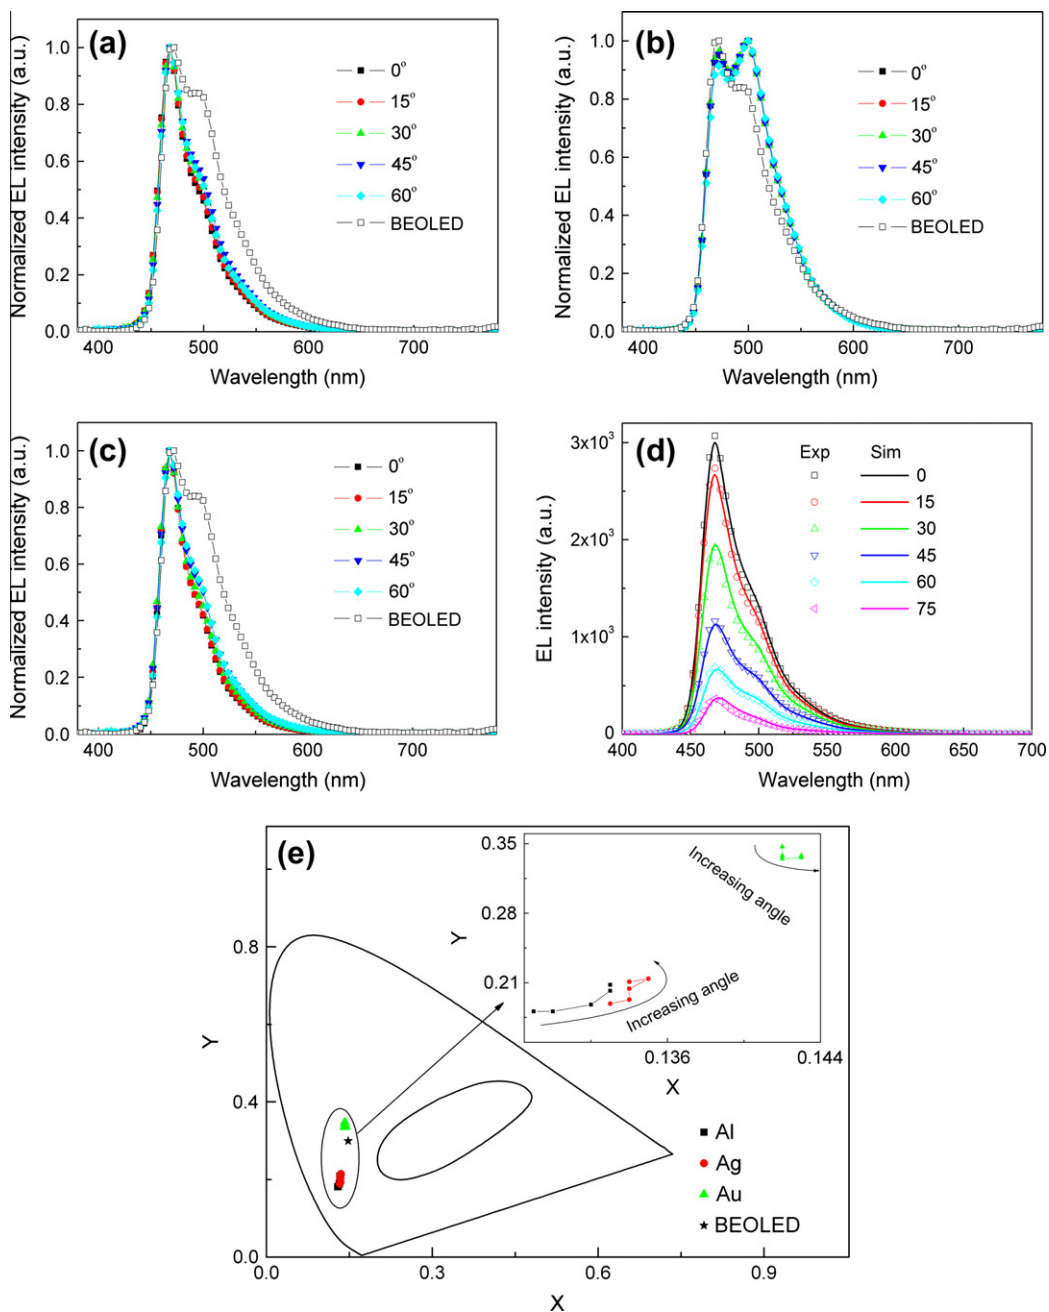 (a)
Normalized EL intensity (a.u.)
1.0
0.8
0.6
0.4
0.2
0.0
400 500 600 700
Wavelength (nm)
0°
15°
30°
45°
60°
BEOLED
(b)
Normalized EL intensity (a.u.)
1.0
0.8
0.6
0.4
0.2
0.0
400 500 600 700
Wavelength (nm)
0°
15°
30°
45°
60°
BEOLED
(c)
Normalized EL intensity (a.u.)
1.0
0.8
0.6
0.4
0.2
0.0
400 500 600 700
Wavelength (nm)
0°
15°
30°
45°
60°
BEOLED
(d)
EL intensity (a.u.)
3x10³
2x10³
1x10³
0
400 450 500 550 600 650 700
Wavelength (nm)
Exp Sim
0
15
30
45
60
75
(e)
Y
0.8
0.4
0.0
0.0 0.3 0.6 0.9
X
Y
0.35
0.28
0.21
0.136 0.144
X
Increasing angle
Increasing angle
Al
Ag
Au
BEOLED